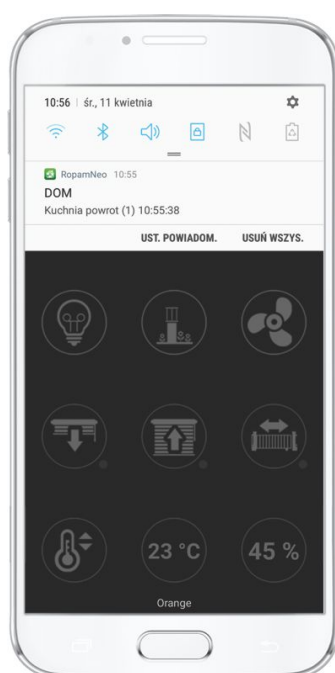 10:56 | śr., 11 kwietnia
RopamNeo 10:55
DOM
Kuchnia powrot (1) 10:55:38
UST. POWIADOM. USUŃ WSZYS.
23 °C 45 %
Orange